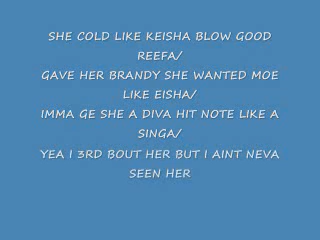 SHE COLD LIKE KEISHA BLOW GOOD
REEFA/
GAVE HER BRANDY SHE WANTED MOE
LIKE EISHA/
IMMA GE SHE A DIVA HIT NOTE LIKE A
SINGA/
YEA I 3RD BOUT HER BUT I AINT NEVA
SEEN HER